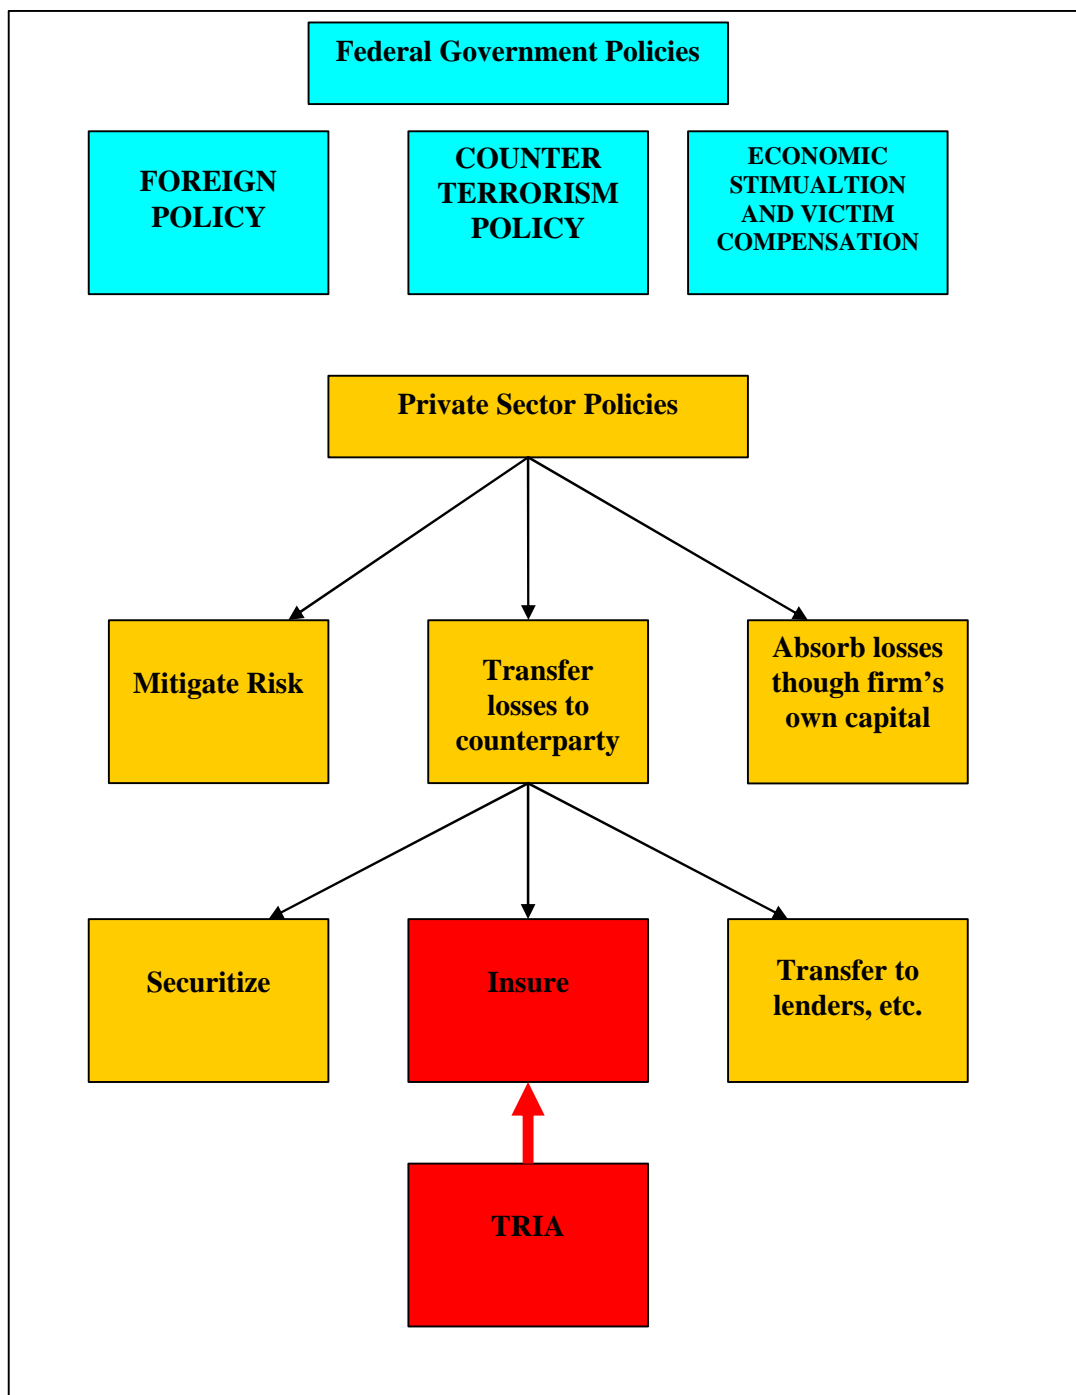 Federal Government Policies
FOREIGN
POLICY
COUNTER
TERRORISM
POLICY
ECONOMIC
STIMUALTION
AND VICTIM
COMPENSATION
Private Sector Policies
Mitigate Risk
Transfer
losses to
counterparty
Absorb losses
though firm’s
own capital
Securitize
Insure
Transfer to
lenders, etc.
TRIA